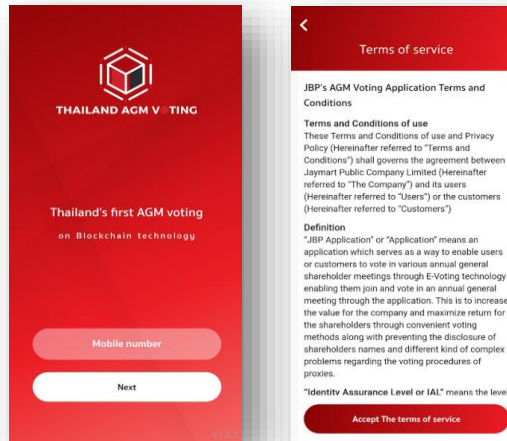 THAILAND AGM V TING
Thailand's first AGM voting
on Blockchain technology
Mobile number
Next
Terms of service
JBP's AGM Voting Application Terms and
Conditions
Terms and Conditions of use
These Terms and Conditions of use and Privacy
Policy (Hereinafter referred to "Terms and
Conditions") shall governs the agreement between
Jaymart Public Company Limited (Hereinafter
referred to "The Company") and its users
(Hereinafter referred to "Users") or the customers
(Hereinafter referred to "Customers")
Definition
"JBP Application" or "Application" means an
application which serves as a way to enable users
or customers to vote in various annual general
shareholder meetings through E-Voting technology
enabling them join and vote in an annual general
meeting through the application. This is to increase
the value for the company and maximize return for
the shareholders through convenient voting
methods along with preventing the disclosure of
shareholders names and different kind of complex
problems regarding the voting procedures of
proxies.
"Identity Assurance Level or IAL" means the level
Accept The terms of service